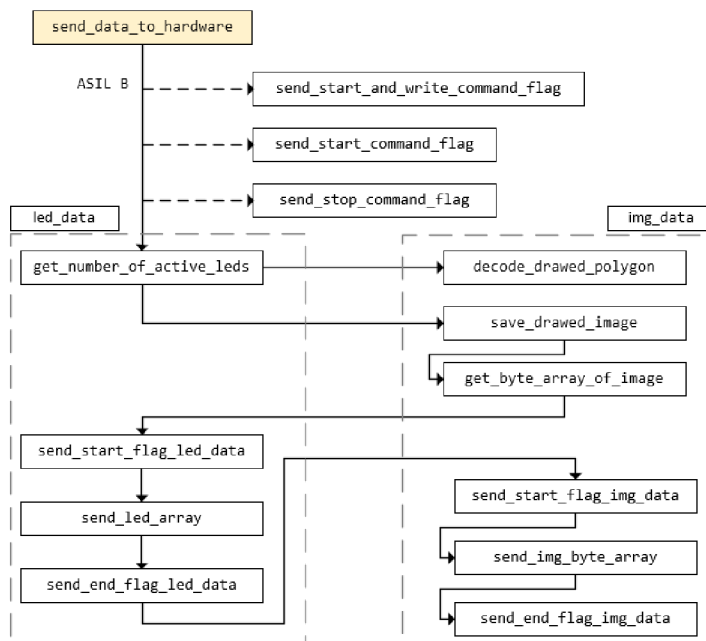 send_data_to_hardware
ASIL B
send_start_and_write_command_flag
send_start_command_flag
send_stop_command_flag
led_data
img_data
get_number_of_active_leds
decode_drawed_polygon
save_drawed_image
get_byte_array_of_image
send_start_flag_led_data
send_start_flag_img_data
send_led_array
send_img_byte_array
send_end_flag_led_data
send_end_flag_img_data